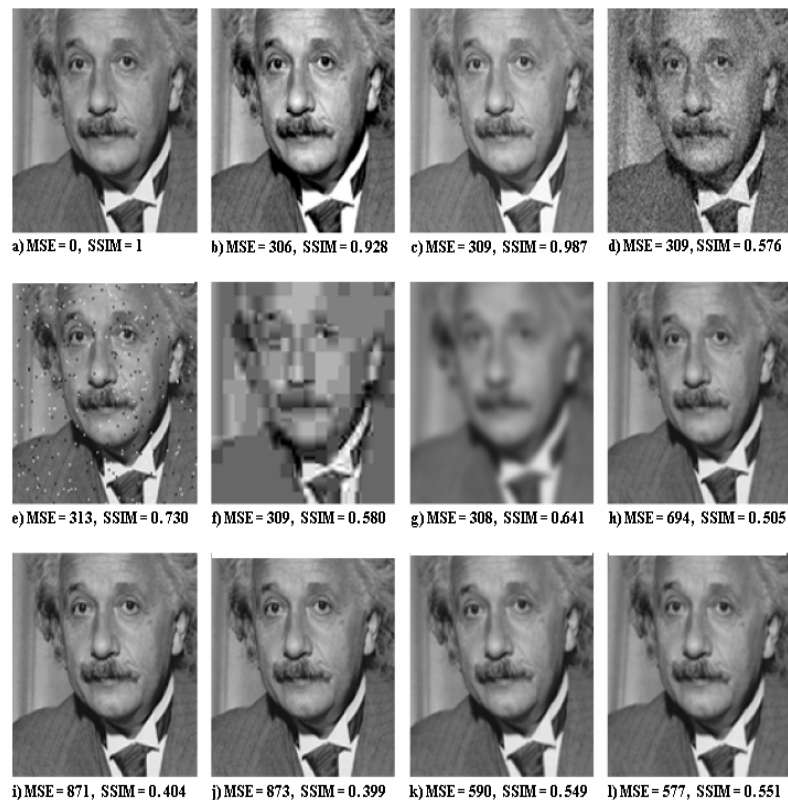 a) MSE = 0, SSIM = 1
b) MSE = 306, SSIM = 0.928
c) MSE = 309, SSIM = 0.987
d) MSE = 309, SSIM = 0.576
e) MSE = 313, SSIM = 0.730
f) MSE = 309, SSIM = 0.580
g) MSE = 308, SSIM = 0.641
h) MSE = 694, SSIM = 0.505
i) MSE = 871, SSIM = 0.404
j) MSE = 873, SSIM = 0.399
k) MSE = 590, SSIM = 0.549
l) MSE = 577, SSIM = 0.551